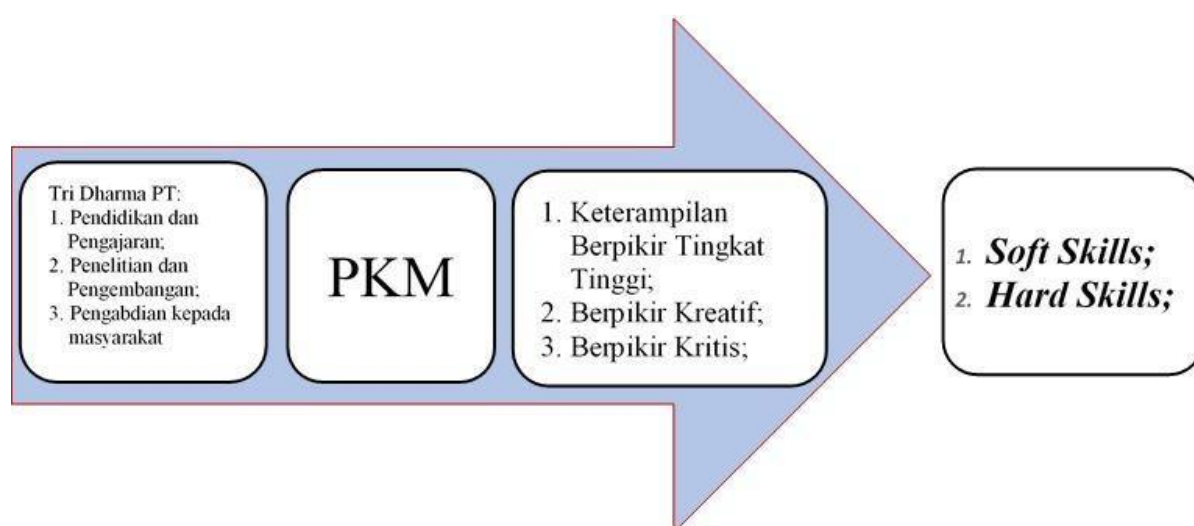 Tri Dharma PT:
1. Pendidikan dan
Pengajaran;
2. Penelitian dan
Pengembangan;
3. Pengabdian kepada
masyarakat
PKM
1. Keterampilan
Berpikir Tingkat
Tinggi;
2. Berpikir Kreatif;
3. Berpikir Kritis;
1. Soft Skills;
2. Hard Skills;